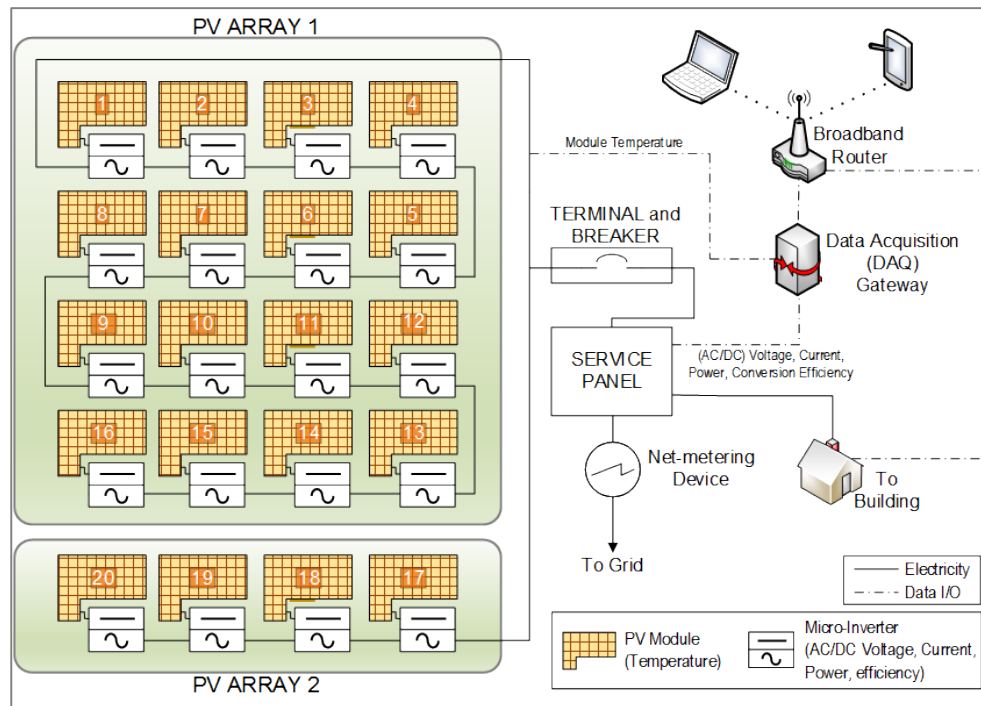 PV ARRAY 1
1
2
3
4
8
7
6
5
9
10
11
12
16
15
14
13
20
19
18
17
PV ARRAY 2
Module Temperature
Broadband
Router
TERMINAL and
BREAKER
Data Acquisition
(DAQ)
Gateway
SERVICE
PANEL
(AC/DC) Voltage, Current,
Power, Conversion Efficiency
Net-metering
Device
To
Building
To Grid
Electricity
Data I/O
PV Module
(Temperature)
Micro-Inverter
(AC/DC Voltage, Current,
Power, efficiency)